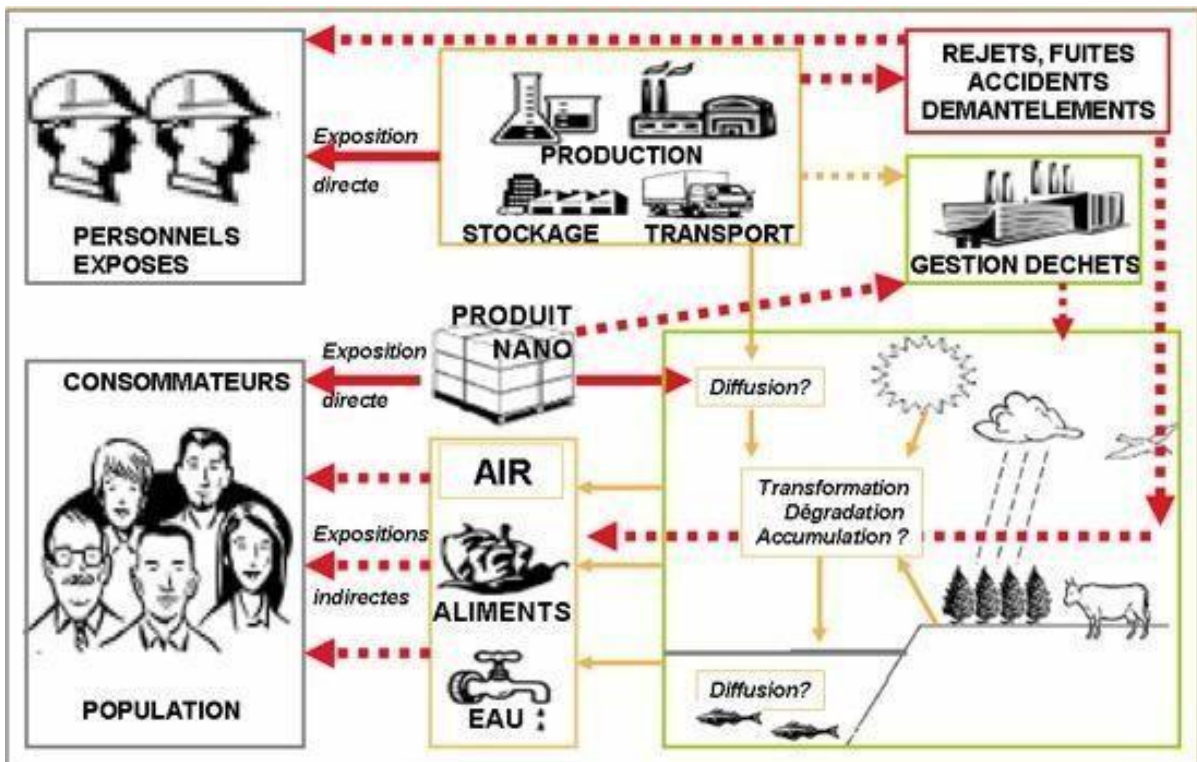 REJETS, FUITES
ACCIDENTS
DEMANTELEMENTS
Exposition
directe
PRODUCTION
STOCKAGE
TRANSPORT
PERSONNELS
EXPOSES
GESTION DECHETS
PRODUIT
NANO
Exposition
directe
CONSOMMATEURS
Diffusion?
AIR
Transformation
Dégradation
Accumulation ?
Expositions
indirectes
ALIMENTS
EAU
Diffusion?
POPULATION